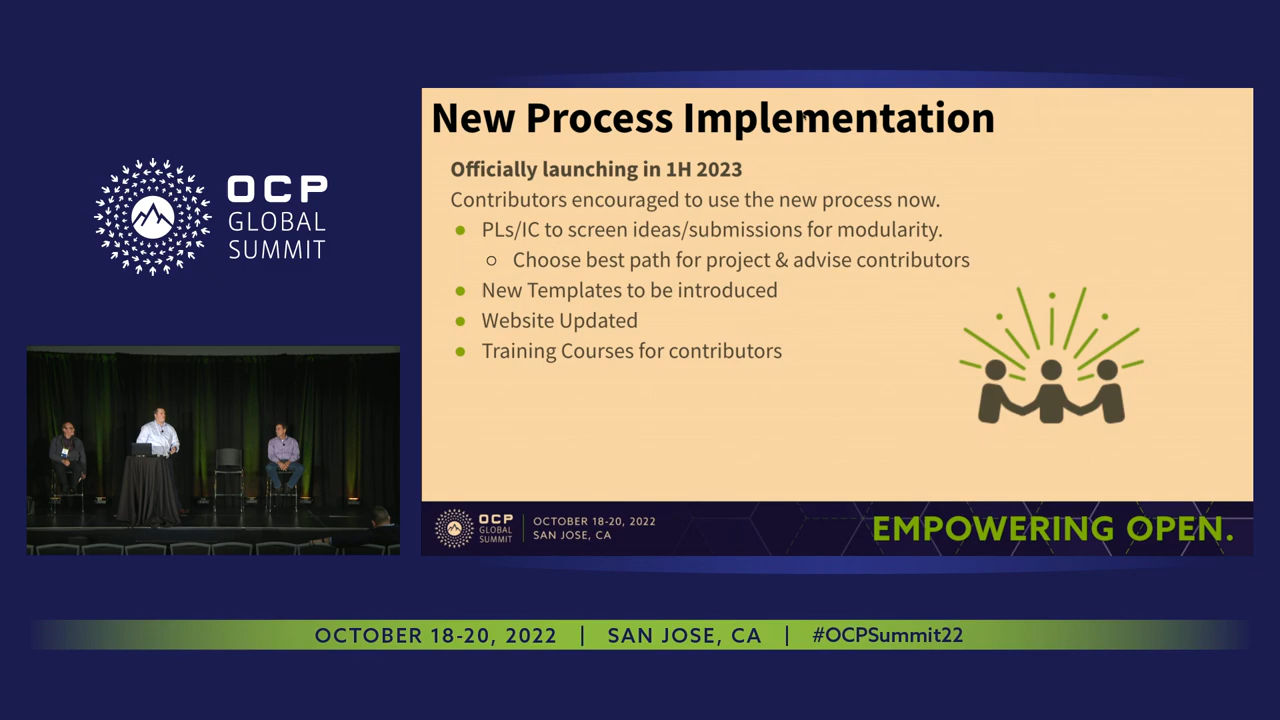 OCP
GLOBAL
SUMMIT
New Process Implementation
Officially launching in 1H 2023
Contributors encouraged to use the new process now.
PLs/IC to screen ideas/submissions for modularity.
Choose best path for project & advise contributors
New Templates to be introduced
Website Updated
Training Courses for contributors
OCP
GLOBAL
SUMMIT
OCTOBER 18-20, 2022
SAN JOSE, CA
EMPOWERING OPEN.
OCTOBER 18-20, 2022 | SAN JOSE, CA | #OCPSummit22